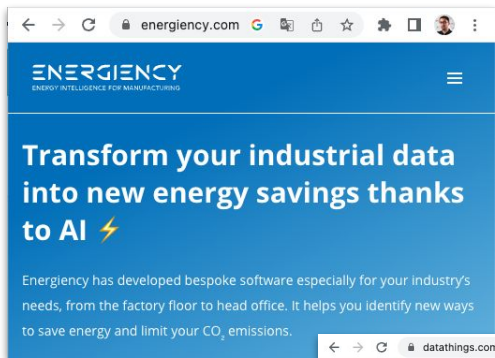 energiency.com
ENERGIENCY
ENERGY INTELLIGENCE FOR MANUFACTURING
Transform your industrial data
into new energy savings thanks
to AI ⚡
Energiency has developed bespoke software especially for your industry's
needs, from the factory floor to head office. It helps you identify new ways
to save energy and limit your CO₂ emissions.
datathings.com